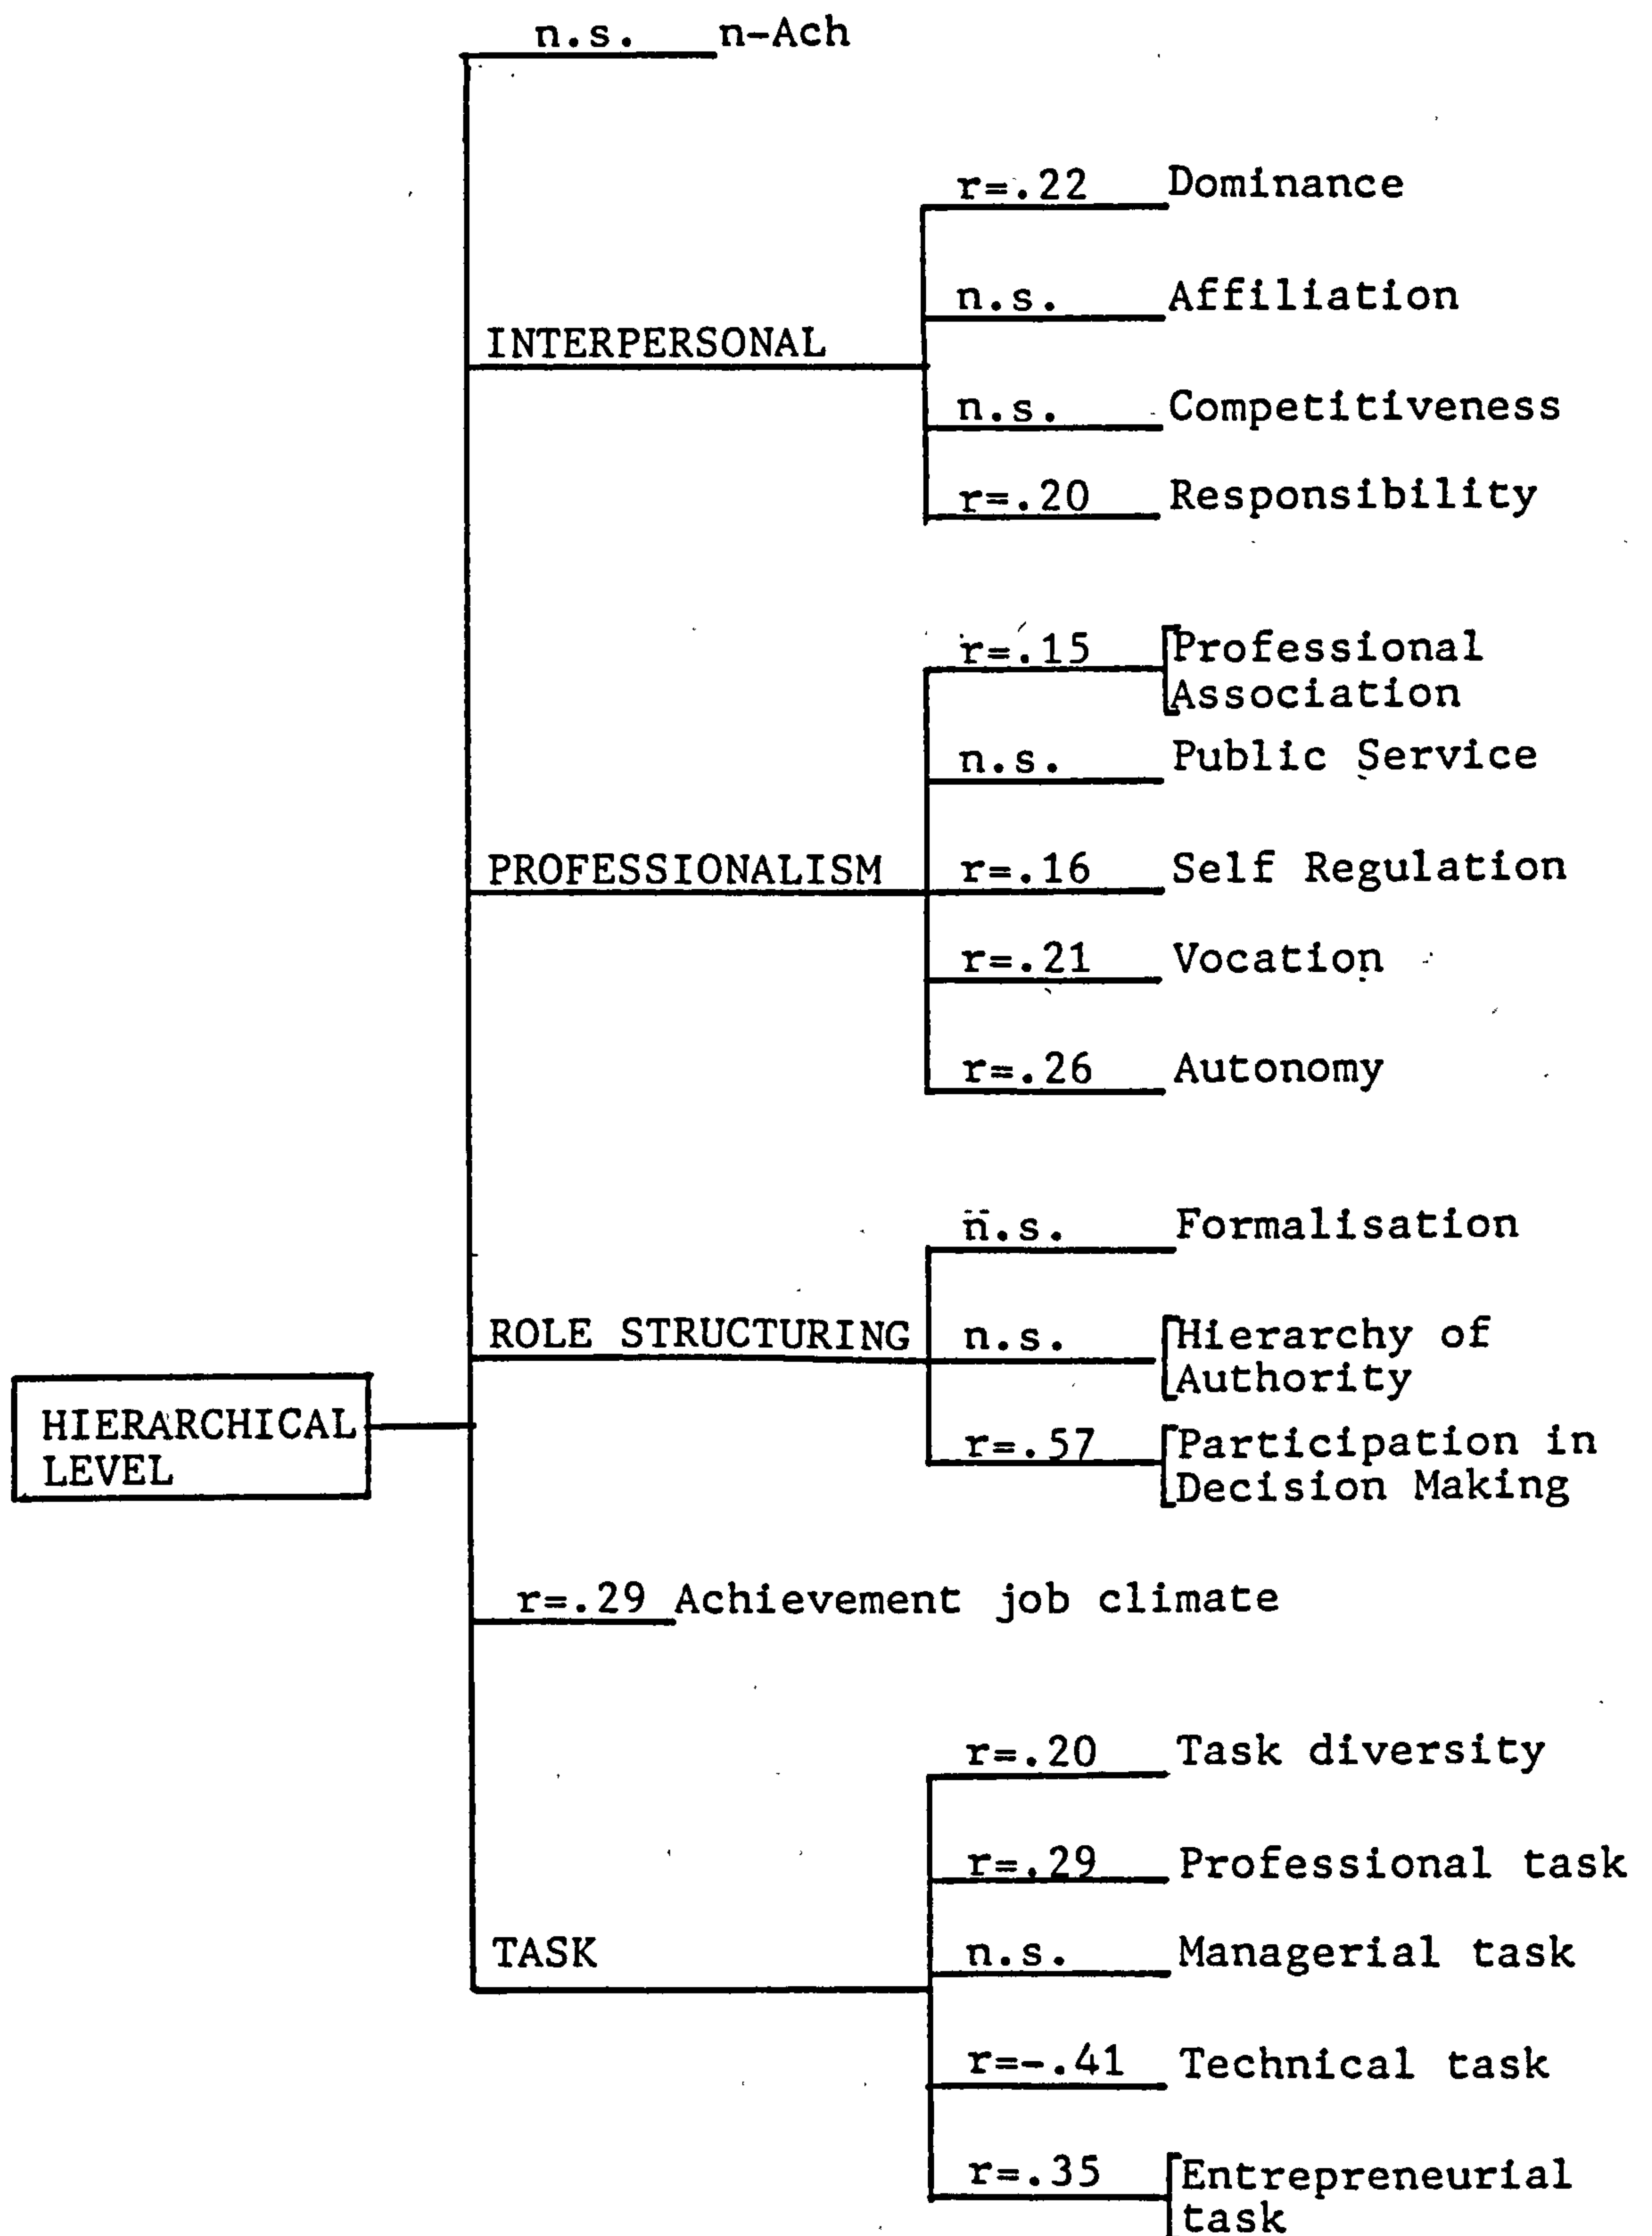 n.s. n-Ach
r=.22 Dominance
n.s. Affiliation
INTERPERSONAL
n.s. Competitiveness
r=.20 Responsibility
r=.15 Professional
Association
n.s. Public Service
PROFESSIONALISM r=.16 Self Regulation
r=.21 Vocation
r=.26 Autonomy
n.s. Formalisation
ROLE STRUCTURING n.s. Hierarchy of
Authority
HIERARCHICAL
LEVEL
r=.57 Participation in
Decision Making
r=.29 Achievement job climate
r=.20 Task diversity
r=.29 Professional task
TASK n.s. Managerial task
r=-.41 Technical task
r=.35 Entrepreneurial
task